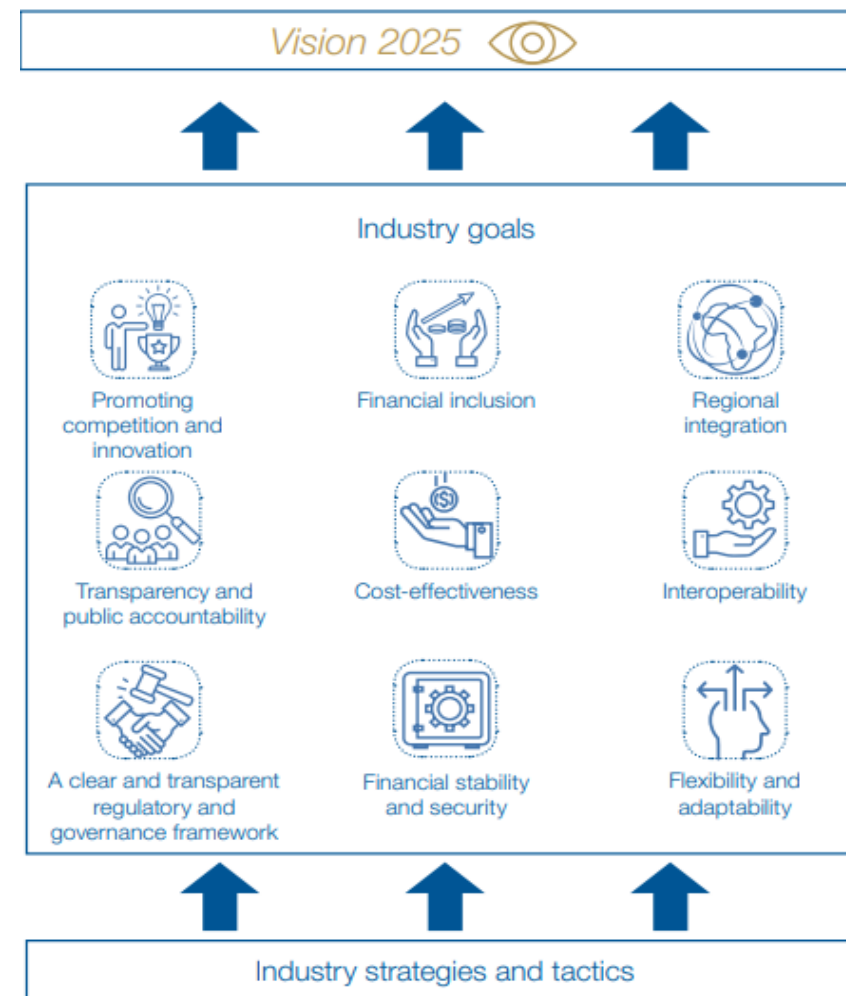 Vision 2025
Industry goals
Promoting
competition and
innovation
Financial inclusion
Regional
integration
Transparency and
public accountability
Cost-effectiveness
Interoperability
A clear and transparent
regulatory and
governance framework
Financial stability
and security
Flexibility and
adaptability
Industry strategies and tactics